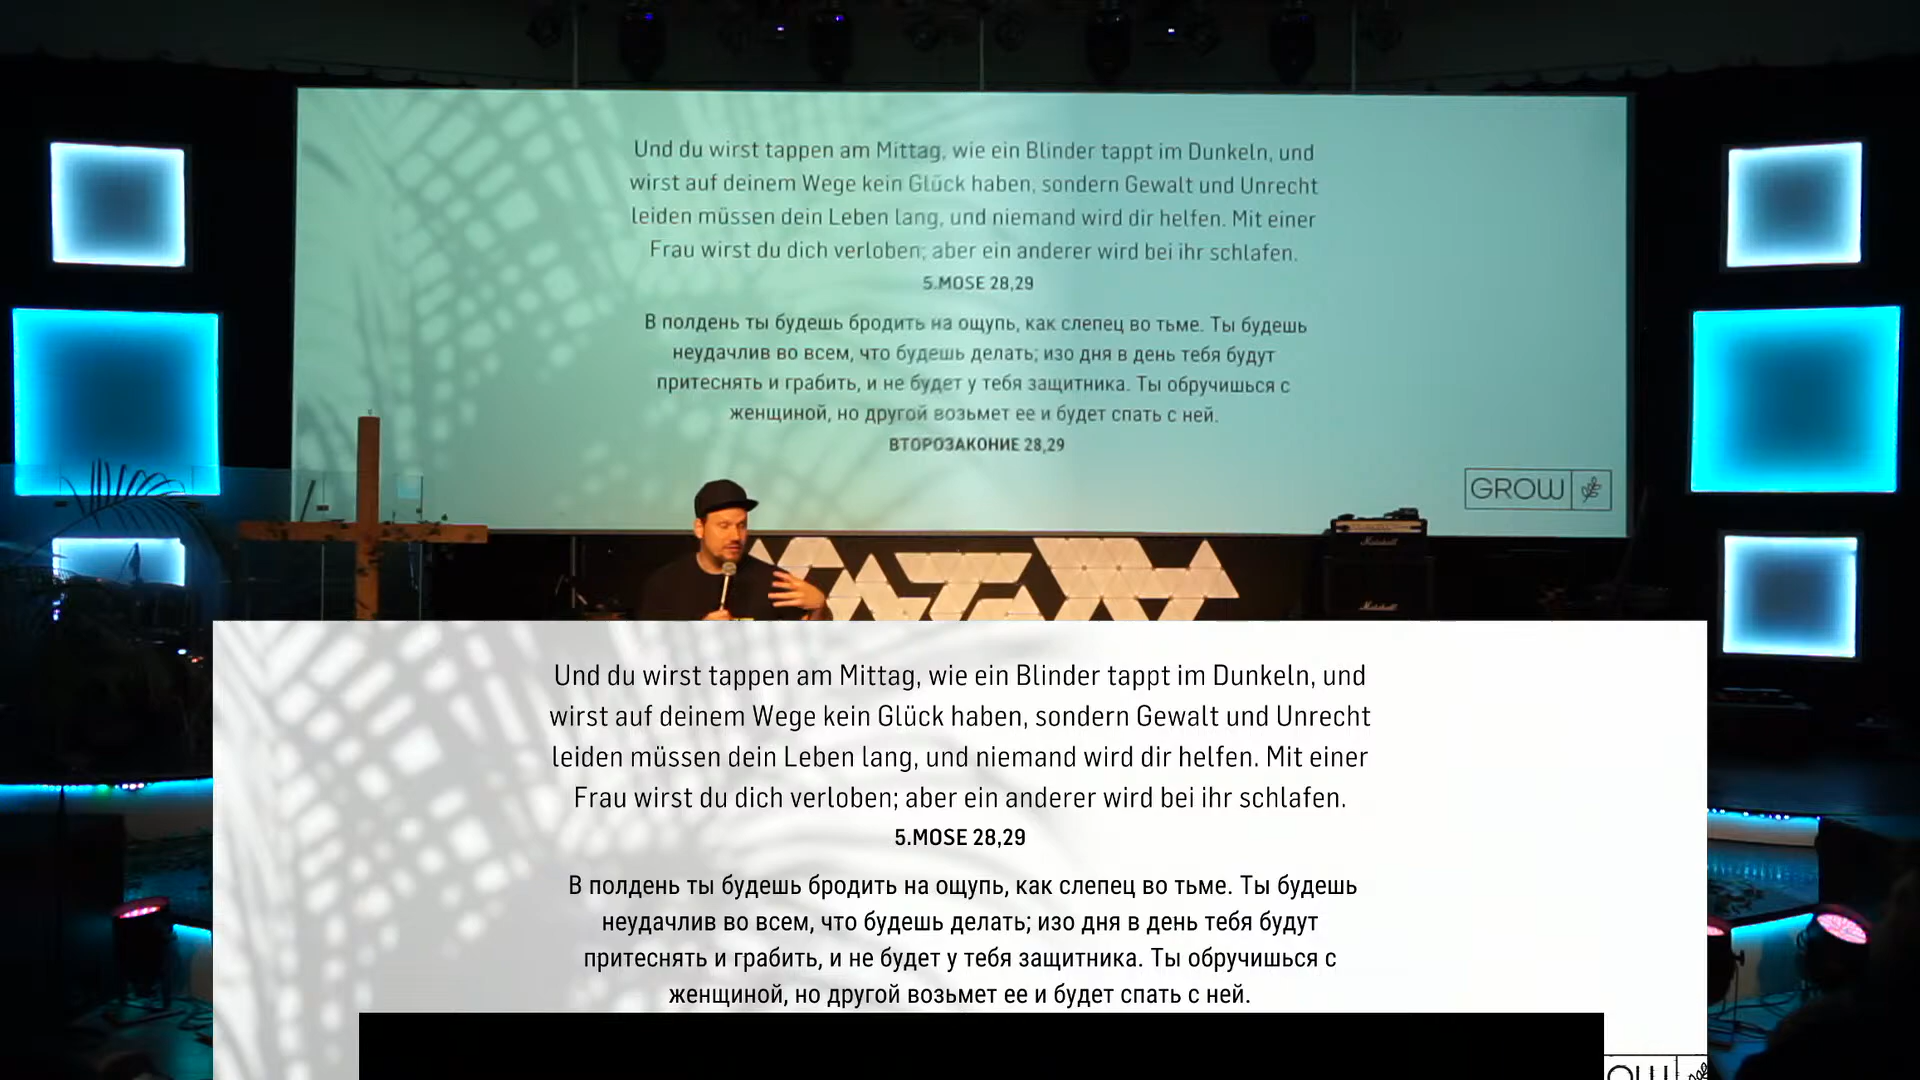 Und du wirst tappen am Mittag, wie ein Blinder tappt im Dunkeln, und
wirst auf deinem Wege kein Glück haben, sondern Gewalt und Unrecht
leiden müssen dein Leben lang, und niemand wird dir helfen. Mit einer
Frau wirst du dich verloben; aber ein anderer wird bei ihr schlafen.
5.MOSE 28,29
В полдень ты будешь бродить на ощупь, как слепец во тьме. Ты будешь
неудачлив во всем, что будешь делать; изо дня в день тебя будут
притеснять и грабить, и не будет у тебя защитника. Ты обручишься с
женщиной, но другой возьмет ее и будет спать с ней.
ВТОРОЗАКОНИЕ 28,29
GROW
Marshall
Marshall
Und du wirst tappen am Mittag, wie ein Blinder tappt im Dunkeln, und
wirst auf deinem Wege kein Glück haben, sondern Gewalt und Unrecht
leiden müssen dein Leben lang, und niemand wird dir helfen. Mit einer
Frau wirst du dich verloben; aber ein anderer wird bei ihr schlafen.
5.MOSE 28,29
В полдень ты будешь бродить на ощупь, как слепец во тьме. Ты будешь
неудачлив во всем, что будешь делать; изо дня в день тебя будут
притеснять и грабить, и не будет у тебя защитника. Ты обручишься с
женщиной, но другой возьмет ее и будет спать с ней.